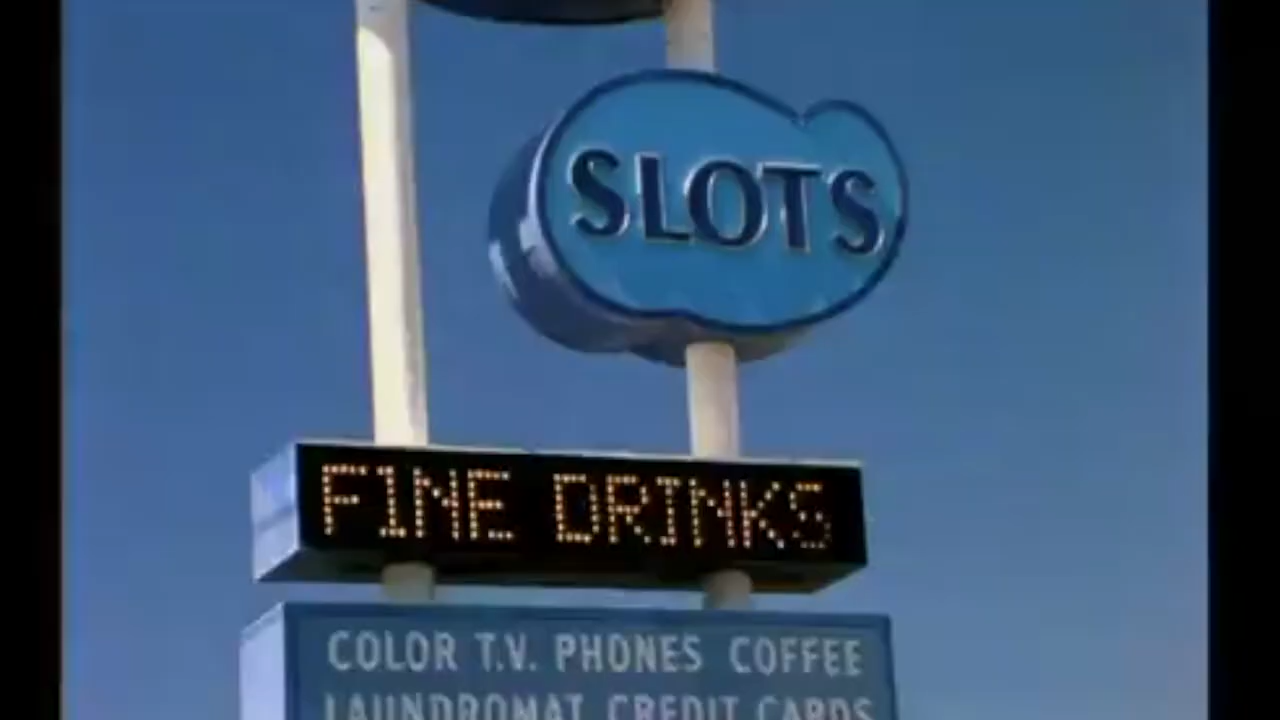 SLOTS
FINE DRINKS
COLOR T.V. PHONES COFFEE
LAUNDROMAT CREDIT CARDS